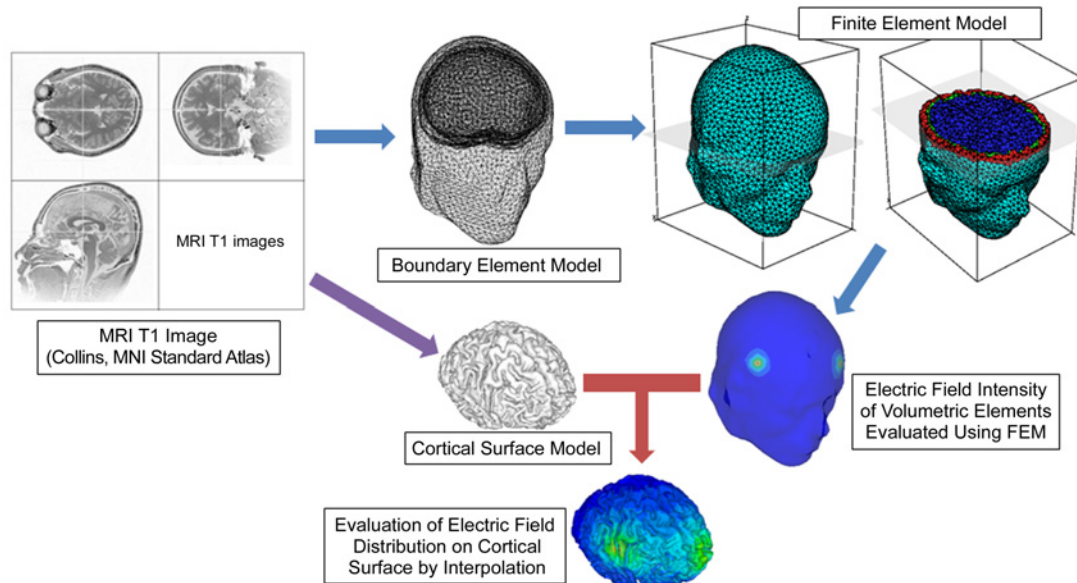 Finite Element Model
MRI T1 images
Boundary Element Model
MRI T1 Image
(Collins, MNI Standard Atlas)
Cortical Surface Model
Electric Field Intensity
of Volumetric Elements
Evaluated Using FEM
Evaluation of Electric Field
Distribution on Cortical
Surface by Interpolation